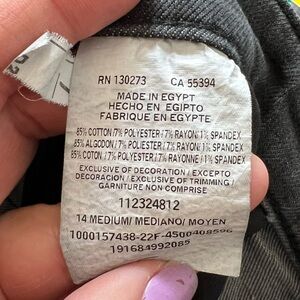 RN 130273 CA 55394
MADE IN EGYPT
HECHO EN EGIPTO
FABRIQUE EN EGYPTE
85% COTTON/7% POLYESTER/7% RAYON/1% SPANDEX
85% ALGODON/7% POLIESTER/7% RAYON/1% SPANDEX
85% COTON/7% POLYESTER/7% RAYONNE/1% SPANDEX
EXCLUSIVE OF DECORATION/EXCEPTO
DECORACIÓN/EXCLUSIVE OF TRIMMING/
GARNITURE NON COMPRISE
112324812
14 MEDIUM/MEDIANO/MOYEN
1000157438-22F-4500408596
191684992085